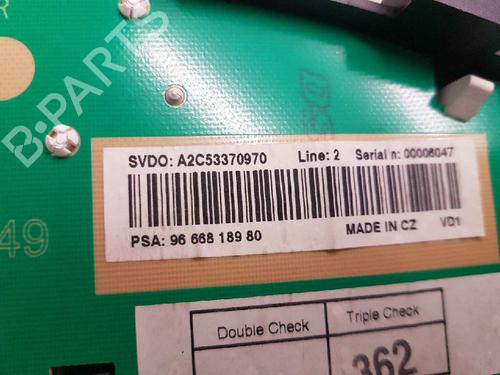 B-PARTS
SVDO: A2C53370970 Line: 2 Serial n: 00006047
PSA: 96 668 189 80 MADE IN CZ VD1
49
Double Check Triple Check
362